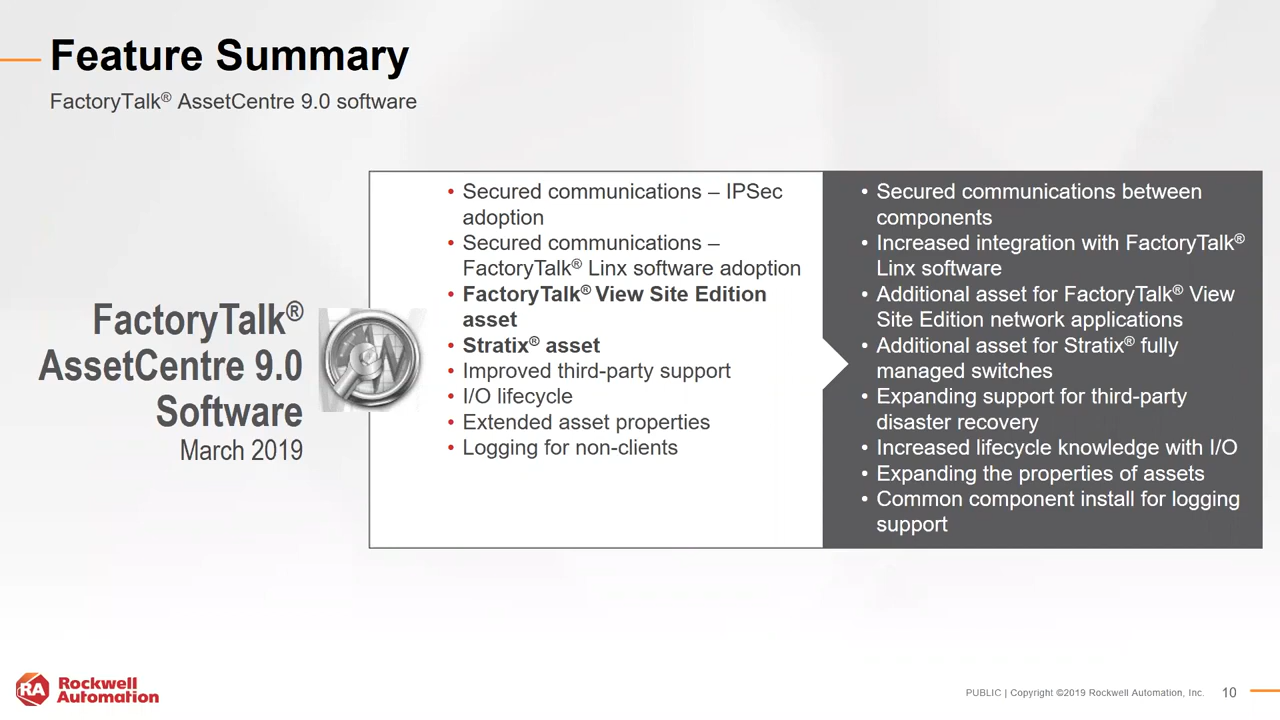 Feature Summary
FactoryTalk® AssetCentre 9.0 software
FactoryTalk®
AssetCentre 9.0
Software
March 2019
• Secured communications – IPSec
adoption
• Secured communications –
FactoryTalk® Linx software adoption
• FactoryTalk® View Site Edition
asset
• Stratix® asset
• Improved third-party support
• I/O lifecycle
• Extended asset properties
• Logging for non-clients
• Secured communications between
components
• Increased integration with FactoryTalk®
Linx software
• Additional asset for FactoryTalk® View
Site Edition network applications
• Additional asset for Stratix® fully
managed switches
• Expanding support for third-party
disaster recovery
• Increased lifecycle knowledge with I/O
• Expanding the properties of assets
• Common component install for logging
support
RA Rockwell
Automation
PUBLIC | Copyright ©2019 Rockwell Automation, Inc. 10